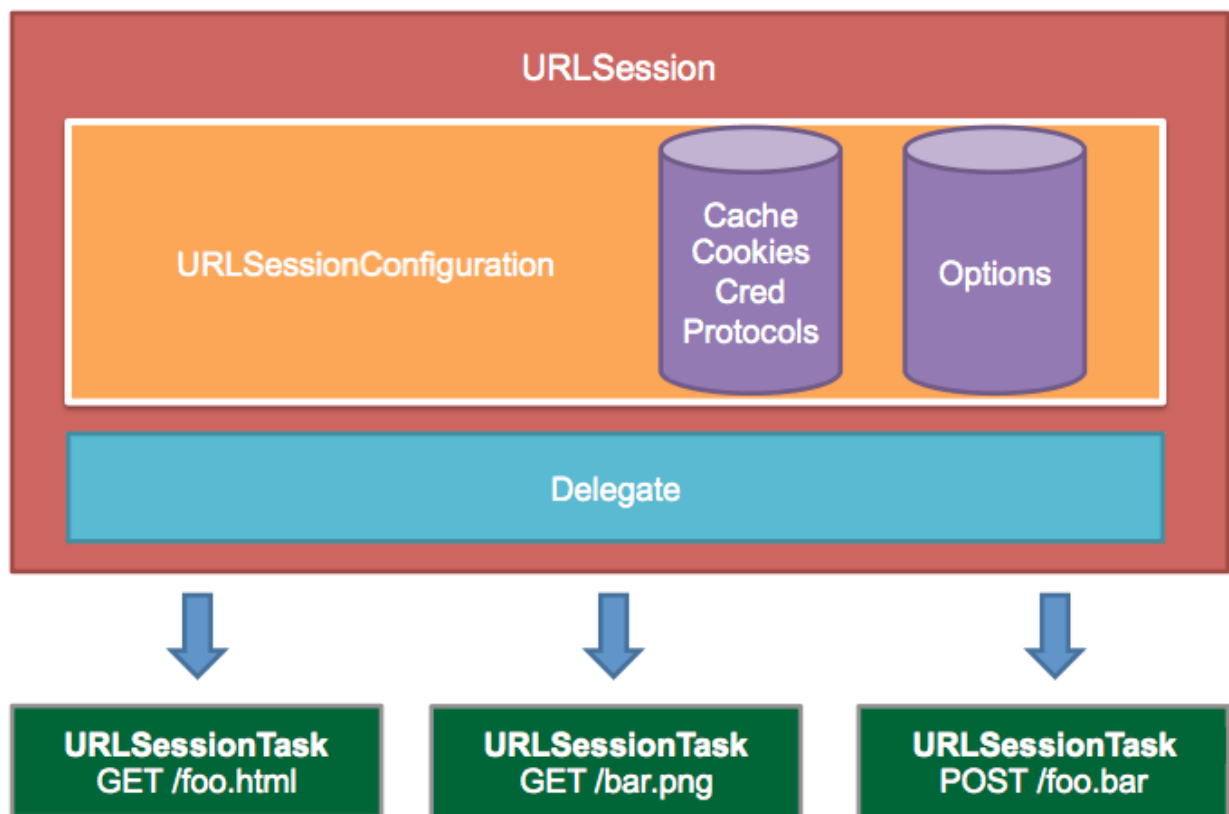 URLSession
URLSessionConfiguration
Cache
Cookies
Cred
Protocols
Options
Delegate
URLSessionTask
GET /foo.html
URLSessionTask
GET /bar.png
URLSessionTask
POST /foo.bar